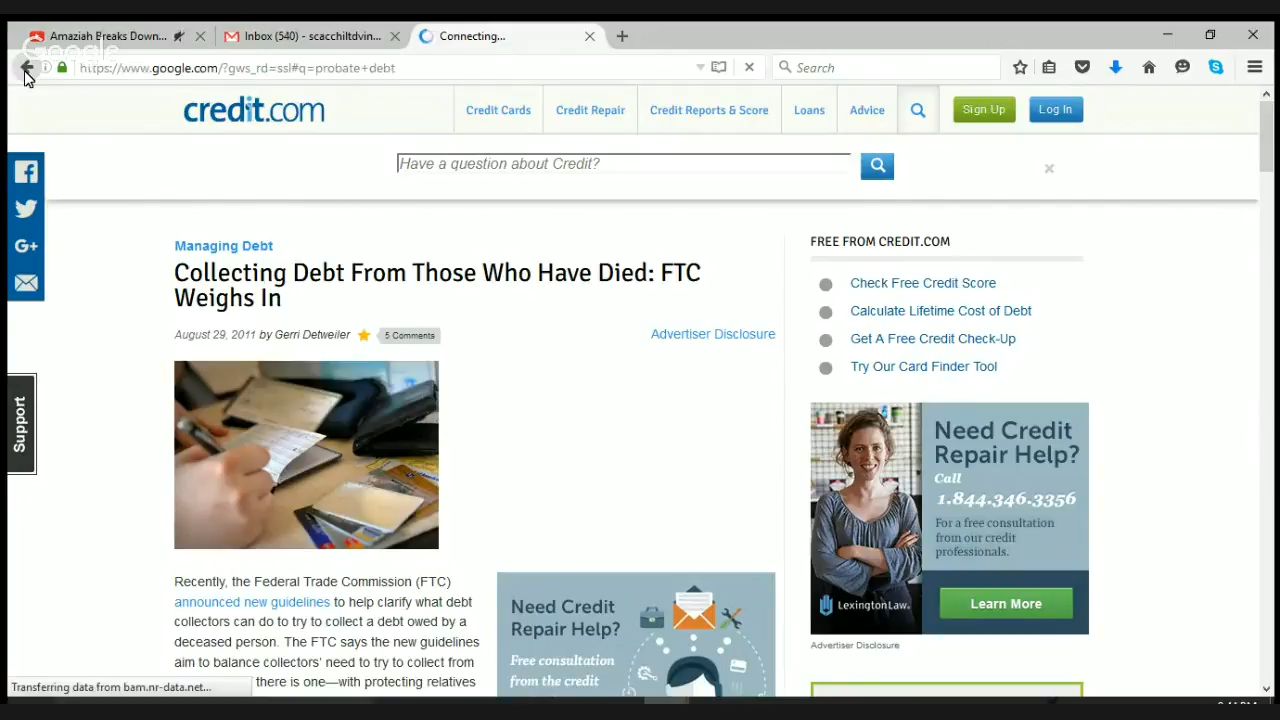 Amaziah Breaks Down...
Inbox (540) - scacchiltdvin...
Connecting...
Google
https://www.google.com/?gws_rd=ssl#q=probate+debt
Search
credit.com
Credit Cards
Credit Repair
Credit Reports & Score
Loans
Advice
Sign Up
Log In
Have a question about Credit?
Managing Debt
Collecting Debt From Those Who Have Died: FTC
Weighs In
August 29, 2011 by Gerri Detweiler
5 Comments
Advertiser Disclosure
Support
Recently, the Federal Trade Commission (FTC)
announced new guidelines to help clarify what debt
collectors can do to try to collect a debt owed by a
deceased person. The FTC says the new guidelines
aim to balance collectors' need to try to collect from
there is one—with protecting relatives
Need Credit
Repair Help?
Free consultation
from the credit
FREE FROM CREDIT.COM
Check Free Credit Score
Calculate Lifetime Cost of Debt
Get A Free Credit Check-Up
Try Our Card Finder Tool
Need Credit
Repair Help?
Call
1.844.346.3356
For a free consultation
from our credit
professionals.
LexingtonLaw.
Learn More
Advertiser Disclosure
Transferring data from bam.nr-data.net...